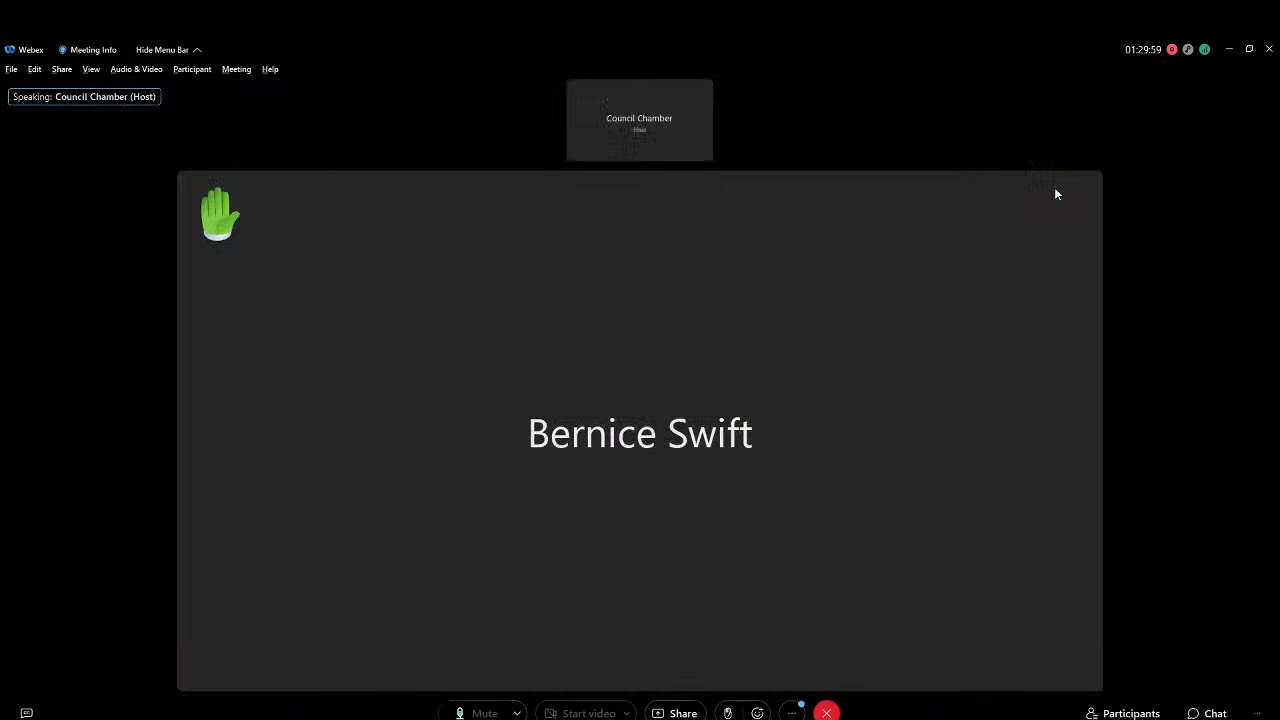 Webex Meeting Info Hide Menu Bar 01:29:59
File Edit Share View Audio & Video Participant Meeting Help
Speaking: Council Chamber (Host)
Council Chamber
Host
Bernice Swift
Mute Start video Share Participants Chat